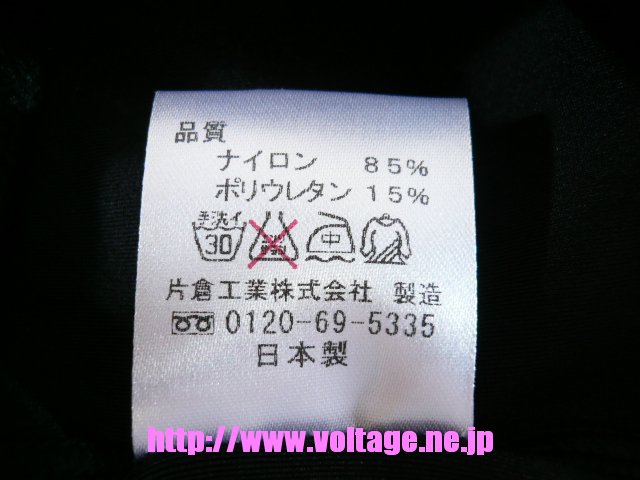 品質
ナイロン 85%
ポリウレタン 15%
手洗イ
30 中
片倉工業株式会社 製造
0120-69-5335
日本製
http://www.voltage.ne.jp